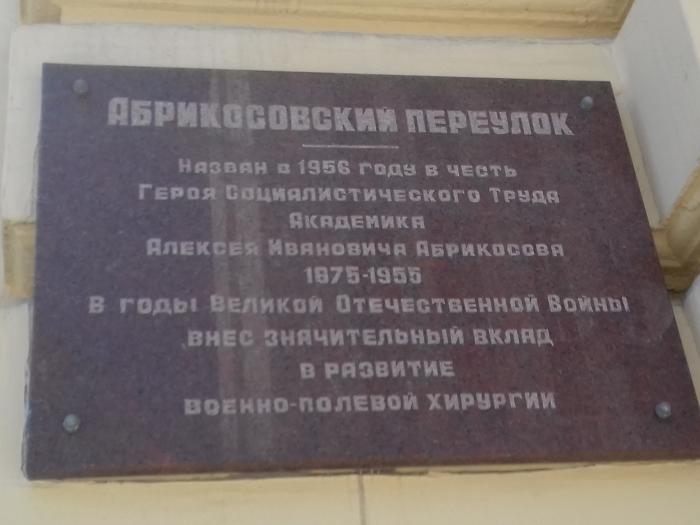 Абрикосовский переулок
Назван в 1956 году в честь
Героя Социалистического Труда
Академика
Алексея Ивановича Абрикосова
1875-1955
В годы Великой Отечественной Войны
внес значительный вклад
в развитие
военно-полевой хирургии